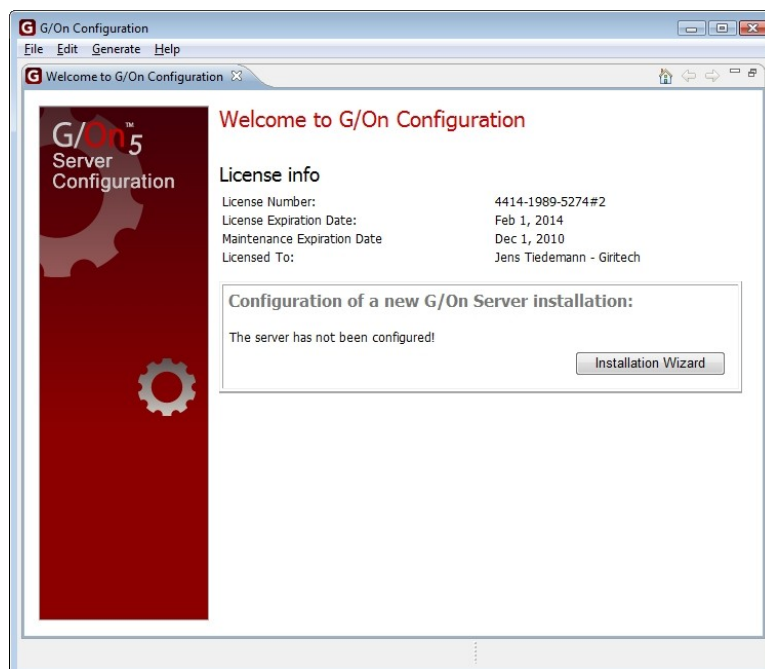 G/On Configuration
File Edit Generate Help
Welcome to G/On Configuration
G/On™ 5
Server
Configuration
Welcome to G/On Configuration
License info
License Number: 4414-1989-5274#2
License Expiration Date: Feb 1, 2014
Maintenance Expiration Date Dec 1, 2010
Licensed To: Jens Tiedemann - Giritech
Configuration of a new G/On Server installation:
The server has not been configured!
Installation Wizard